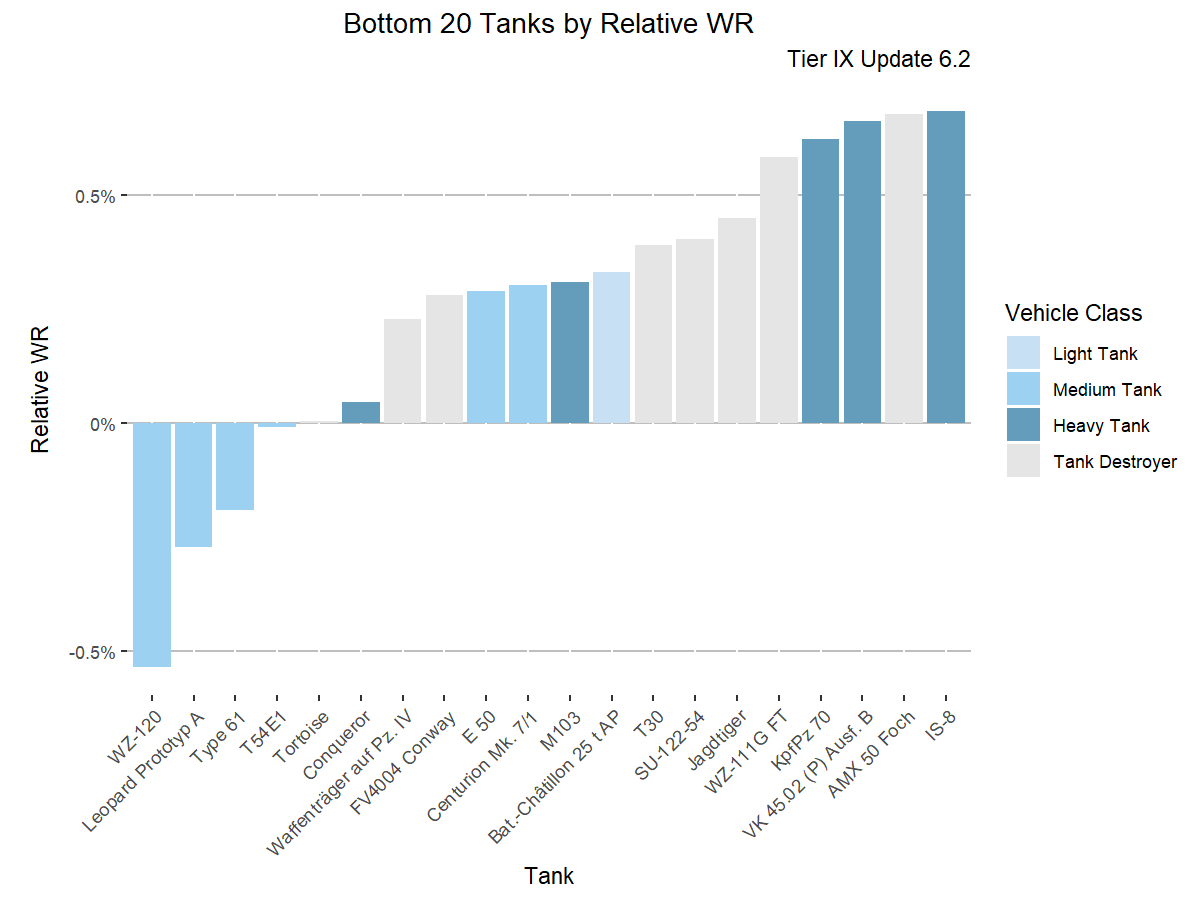 Bottom 20 Tanks by Relative WR
Tier IX Update 6.2
Relative WR
0.5%
0%
-0.5%
WZ-120
Leopard Prototyp A
Type 61
T54E1
Tortoise
Conqueror
Waffenträger auf Pz. IV
FV4004 Conway
E 50
Centurion Mk. 7/1
M103
Bat.-Châtillon 25 t AP
T30
SU-122-54
Jagdtiger
WZ-111G FT
KpfPz 70
VK 45.02 (P) Ausf. B
AMX 50 Foch
IS-8
Tank
Vehicle Class
Light Tank
Medium Tank
Heavy Tank
Tank Destroyer